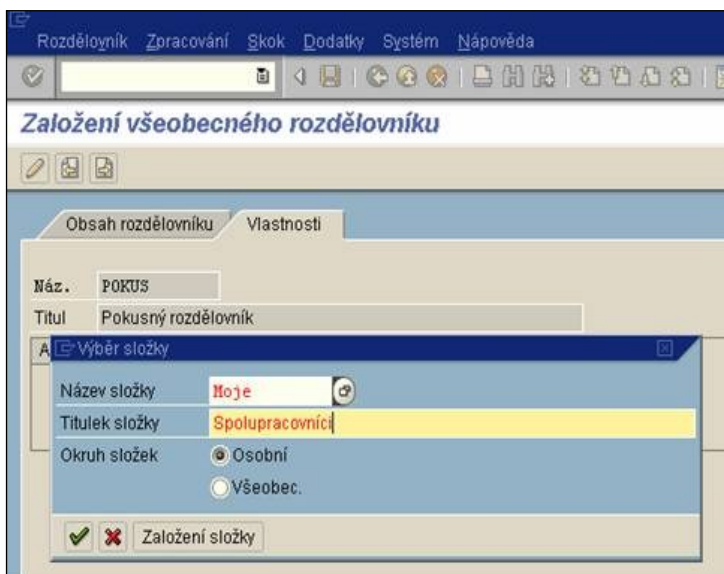 Rozdělovník Zpracování Skok Dodatky Systém Nápověda
Založení všeobecného rozdělovníku
Obsah rozdělovníku Vlastnosti
Náz. POKUS
Titul Pokusný rozdělovník
A
Výběr složky
Název složky Moje
Titulek složky Spolupracovníci
Okruh složek Osobní
Všeobec.
Založení složky